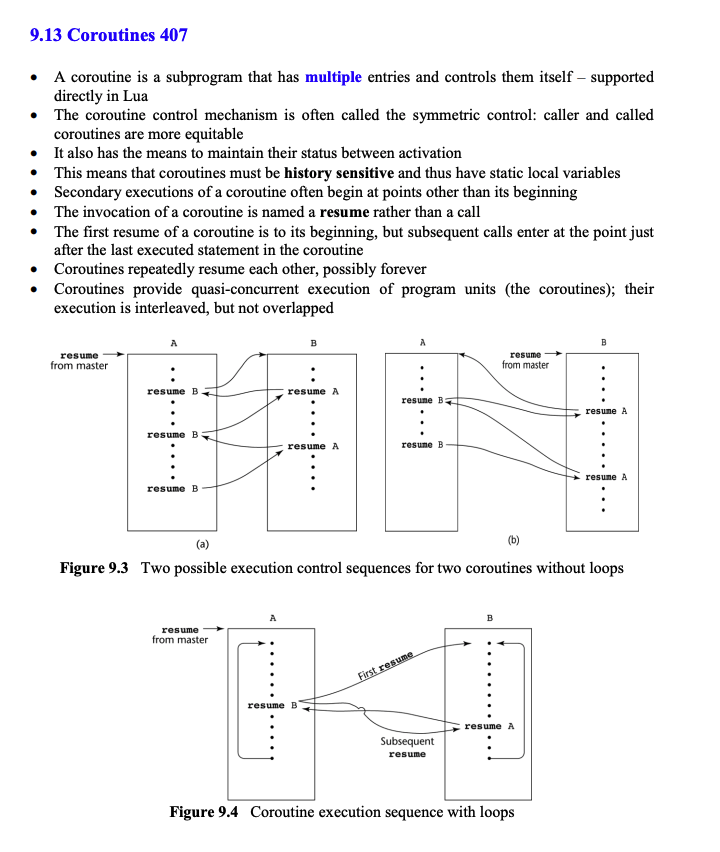 9.13 Coroutines 407
• A coroutine is a subprogram that has multiple entries and controls them itself – supported
directly in Lua
• The coroutine control mechanism is often called the symmetric control: caller and called
coroutines are more equitable
• It also has the means to maintain their status between activation
• This means that coroutines must be history sensitive and thus have static local variables
• Secondary executions of a coroutine often begin at points other than its beginning
• The invocation of a coroutine is named a resume rather than a call
• The first resume of a coroutine is to its beginning, but subsequent calls enter at the point just
after the last executed statement in the coroutine
• Coroutines repeatedly resume each other, possibly forever
• Coroutines provide quasi-concurrent execution of program units (the coroutines); their
execution is interleaved, but not overlapped
A
B
resume
from master
resume B
resume A
resume B
resume A
resume B
(a)
A
B
resume
from master
resume B
resume A
resume B
resume A
(b)
Figure 9.3 Two possible execution control sequences for two coroutines without loops
A
B
resume
from master
First resume
resume B
resume A
Subsequent
resume
Figure 9.4 Coroutine execution sequence with loops